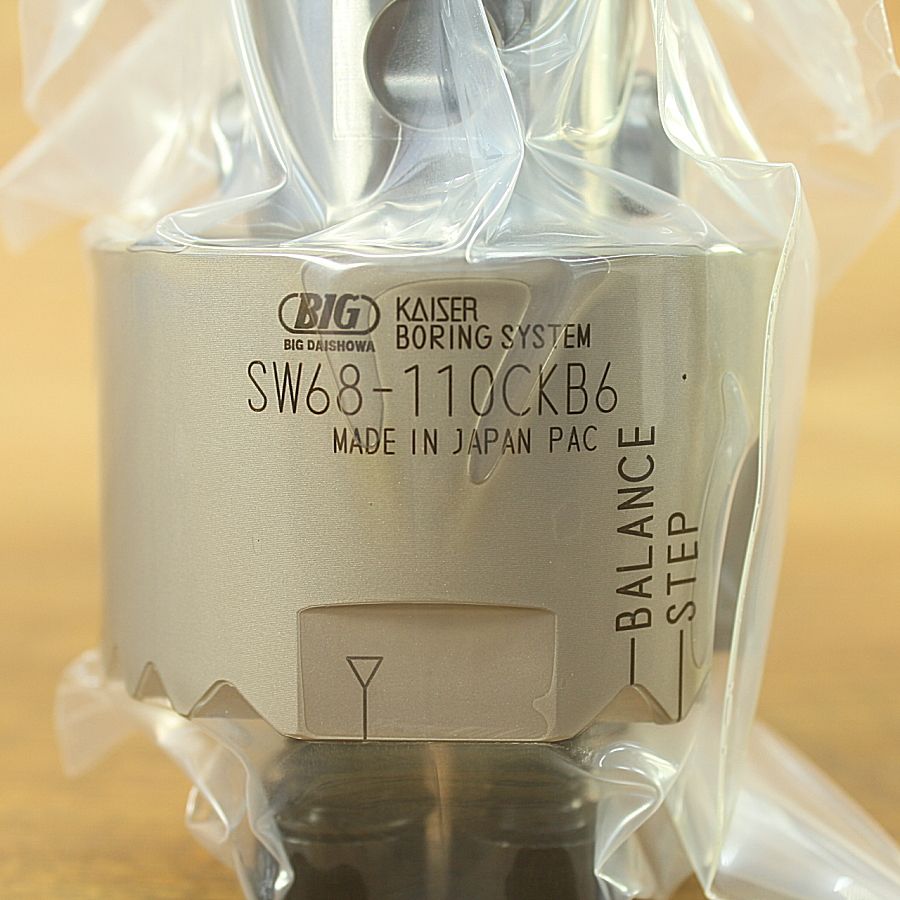 BIG KAISER
BIG DAISHOWA BORING SYSTEM
SW68-110CKB6
MADE IN JAPAN PAC
BALANCE
STEP